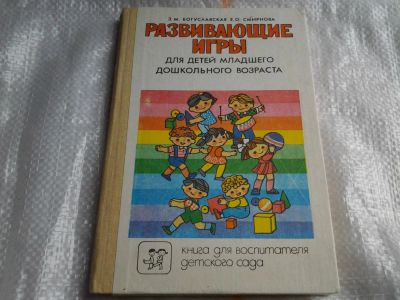 З.М. БОГУСЛАВСКАЯ Е.О. СМИРНОВА
РАЗВИВАЮЩИЕ
ИГРЫ
ДЛЯ ДЕТЕЙ МЛАДШЕГО
ДОШКОЛЬНОГО ВОЗРАСТА
книга для воспитателя
детского сада